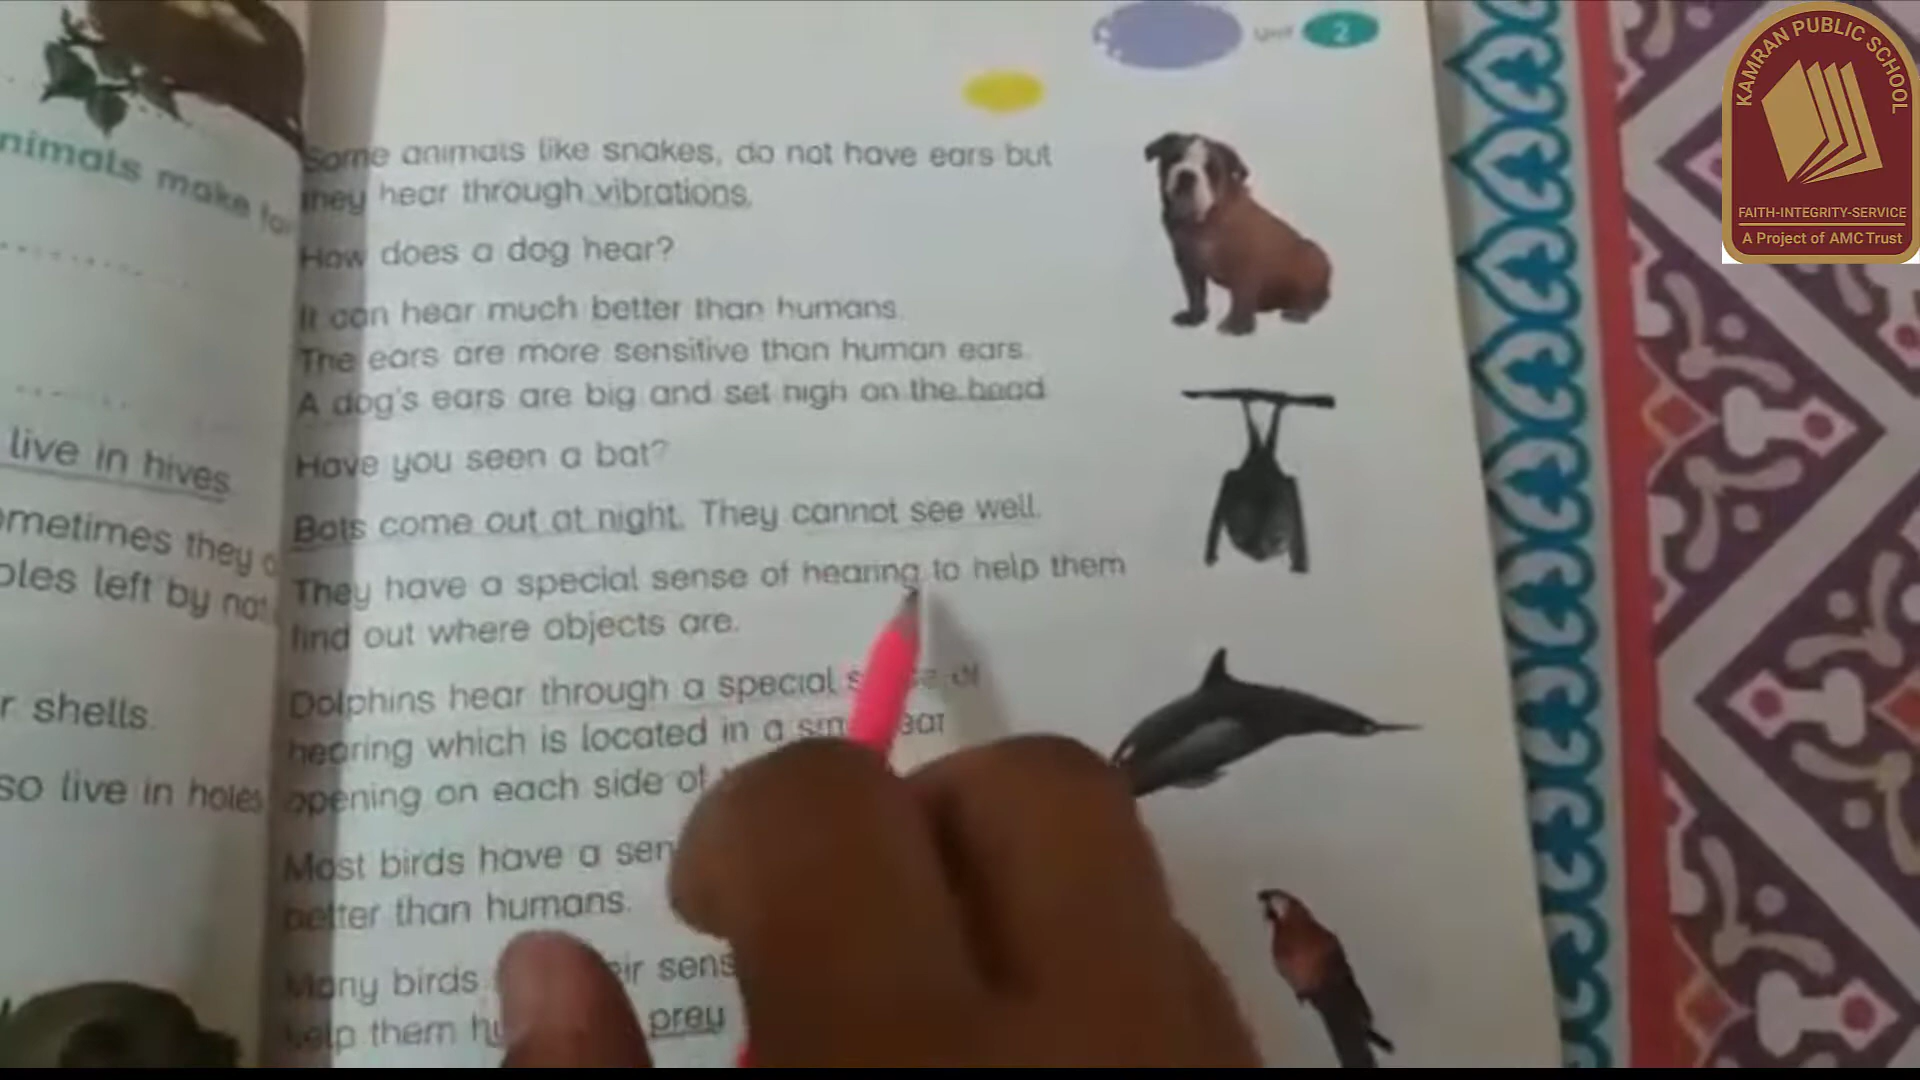 Unit 2
KAMRAN PUBLIC SCHOOL
FAITH-INTEGRITY-SERVICE
A Project of AMC Trust
nimals make
live in hives
ometimes they
oles left by
r shells.
so live in holes
Some animals like snakes, do not have ears but
they hear through vibrations.
How does a dog hear?
It can hear much better than humans.
The ears are more sensitive than human ears.
A dog's ears are big and set high on the head
Have you seen a bat?
Bats come out at night. They cannot see well.
They have a special sense of hearing to help them
find out where objects are.
Dolphins hear through a special of
hearing which is located in a ear
opening on each side of
Most birds have a
better than humans.
Many birds
help them prey